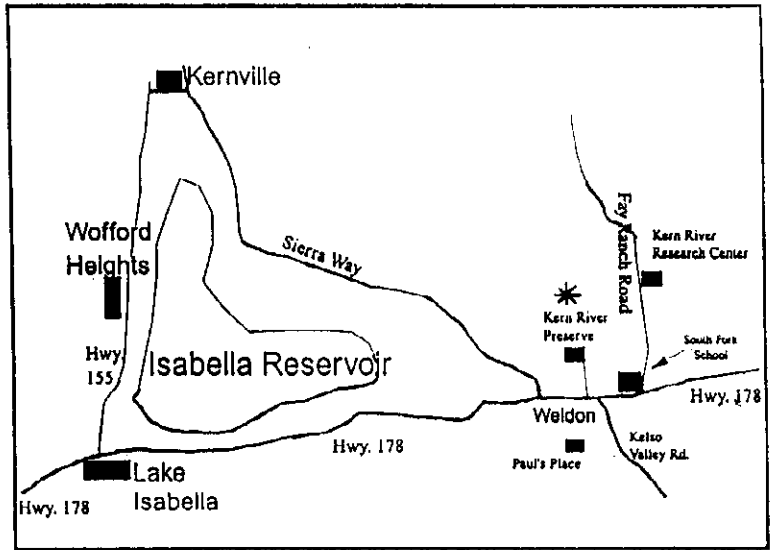 Kernville
Wofford
Heights
Sierra Way
Fay Ranch Road
Kern River
Research Center
Kern River
Preserve
South Fork
School
Hwy.
155
Isabella Reservoir
Hwy. 178
Weldon
Hwy. 178
Paul's Place
Kelso
Valley Rd.
Lake
Isabella
Hwy. 178